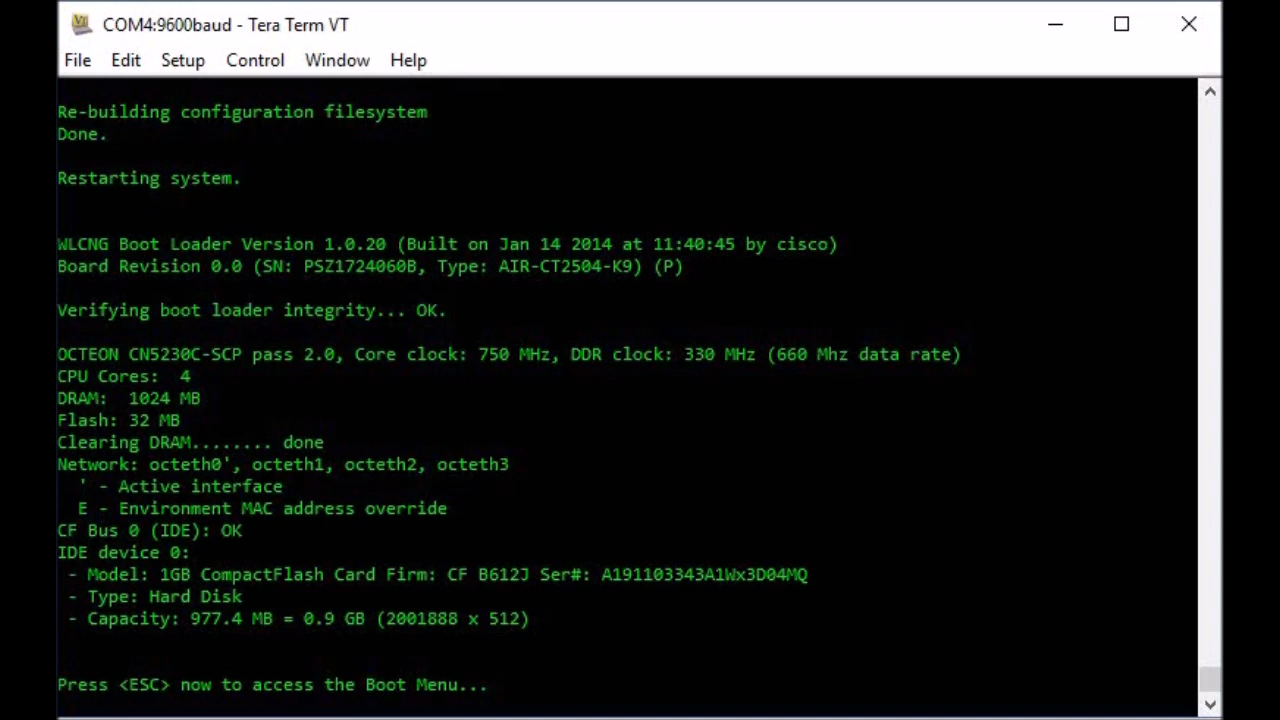 COM4:9600baud - Tera Term VT
File Edit Setup Control Window Help
Re-building configuration filesystem
Done.
Restarting system.
WLCNG Boot Loader Version 1.0.20 (Built on Jan 14 2014 at 11:40:45 by cisco)
Board Revision 0.0 (SN: PSZ1724060B, Type: AIR-CT2504-K9) (P)
Verifying boot loader integrity... OK.
OCTEON CN5230C-SCP pass 2.0, Core clock: 750 MHz, DDR clock: 330 MHz (660 Mhz data rate)
CPU Cores:  4
DRAM:  1024 MB
Flash: 32 MB
Clearing DRAM........ done
Network: octeth0', octeth1, octeth2, octeth3
' - Active interface
E - Environment MAC address override
CF Bus 0 (IDE): OK
IDE device 0:
- Model: 1GB CompactFlash Card Firm: CF B612J Ser#: A191103343A1Wx3D04MQ
- Type: Hard Disk
- Capacity: 977.4 MB = 0.9 GB (2001888 x 512)
Press <ESC> now to access the Boot Menu...